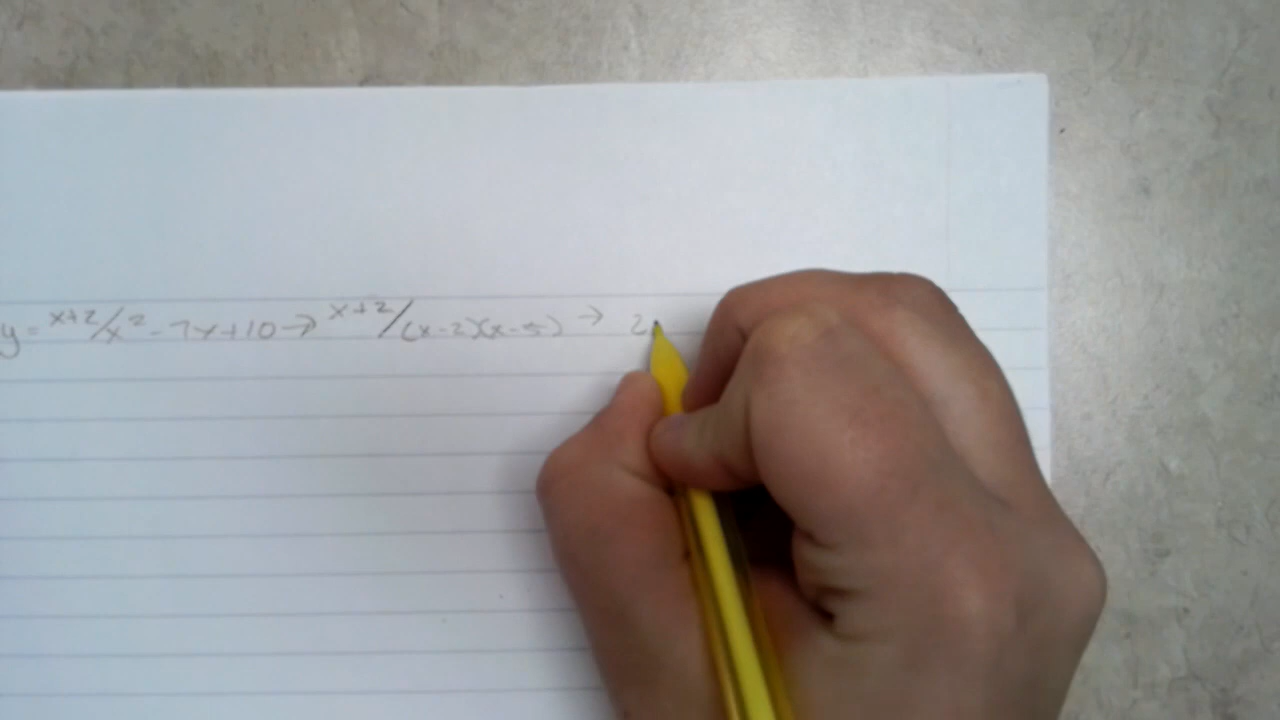 y = x+2/x² - 7x+10 → x+2/(x-2)(x-5) → 2